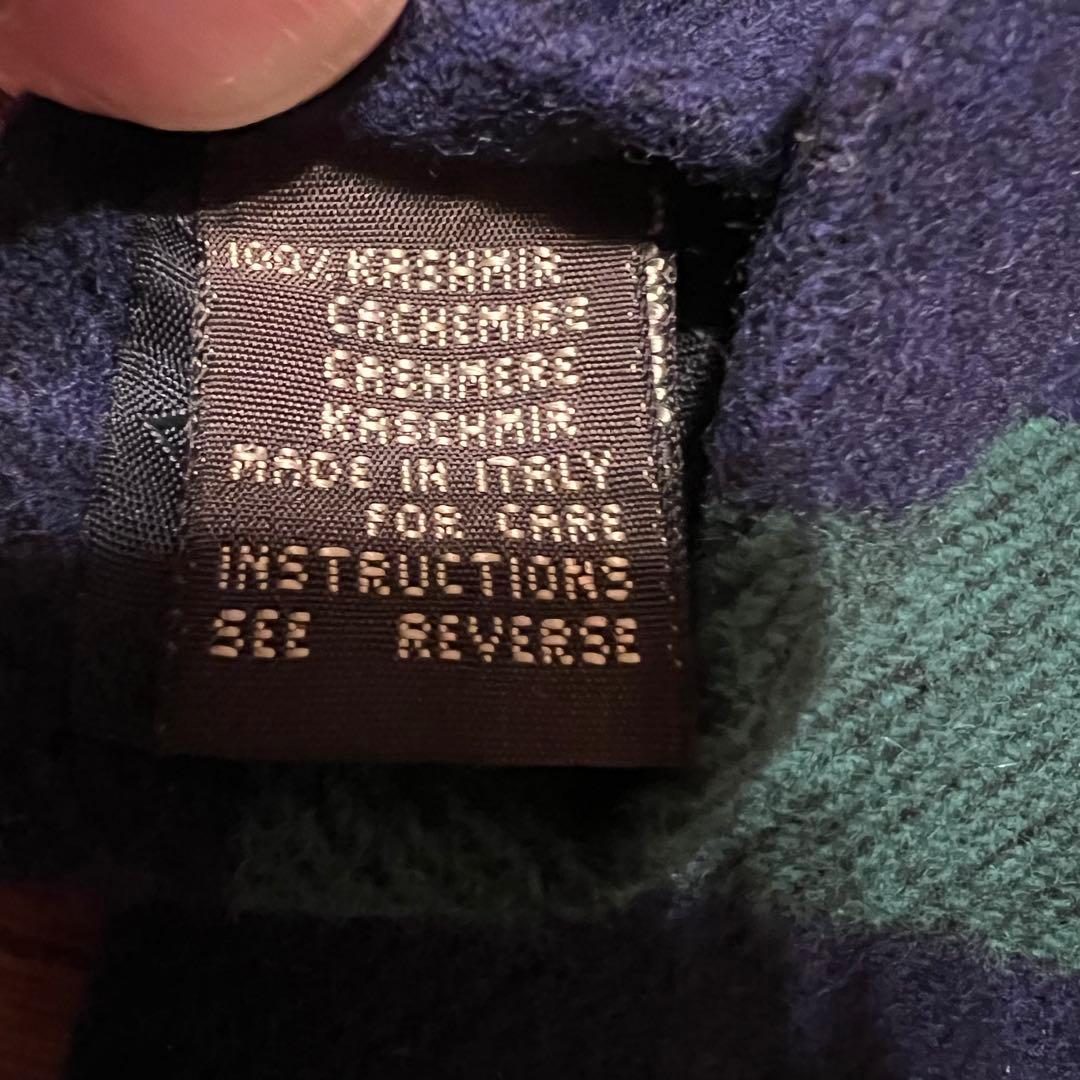 100% KASHMIR
CACHEMIRE
CASHMERE
KASCHMIR
MADE IN ITALY
FOR CARE
INSTRUCTIONS
SEE REVERSE